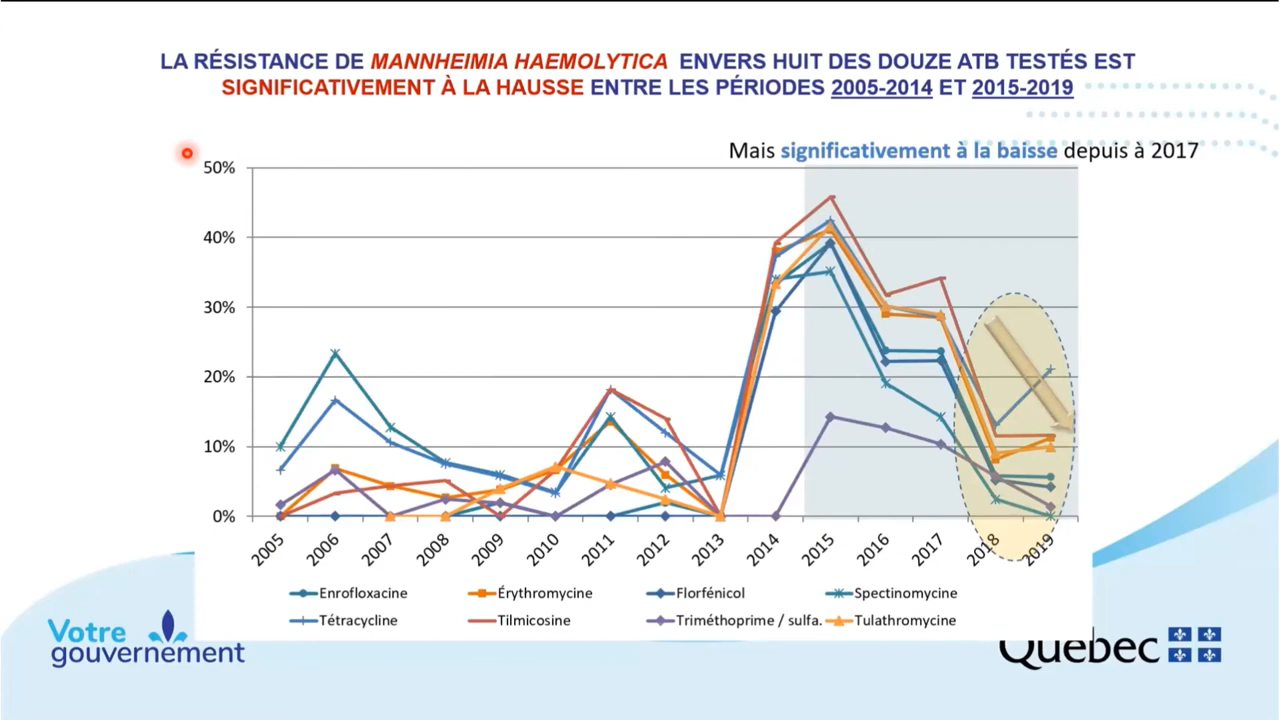 LA RÉSISTANCE DE MANNHEIMIA HAEMOLYTICA ENVERS HUIT DES DOUZE ATB TESTÉS EST
SIGNIFICATIVEMENT À LA HAUSSE ENTRE LES PÉRIODES 2005-2014 ET 2015-2019
Mais significativement à la baisse depuis à 2017
50%
40%
30%
20%
10%
0%
2005 2006 2007 2008 2009 2010 2011 2012 2013 2014 2015 2016 2017 2018 2019
Enrofloxacine Érythromycine Florfénicol Spectinomycine
Tétracycline Tilmicosine Triméthoprime / sulfa. Tulathromycine
Votre
gouvernement
Québec